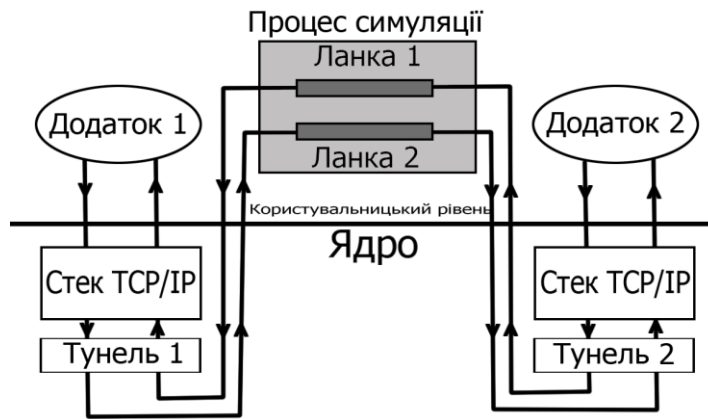 Процес симуляції
Ланка 1
Ланка 2
Додаток 1
Додаток 2
Користувальницький рівень
Ядро
Стек TCP/IP
Стек TCP/IP
Тунель 1
Тунель 2